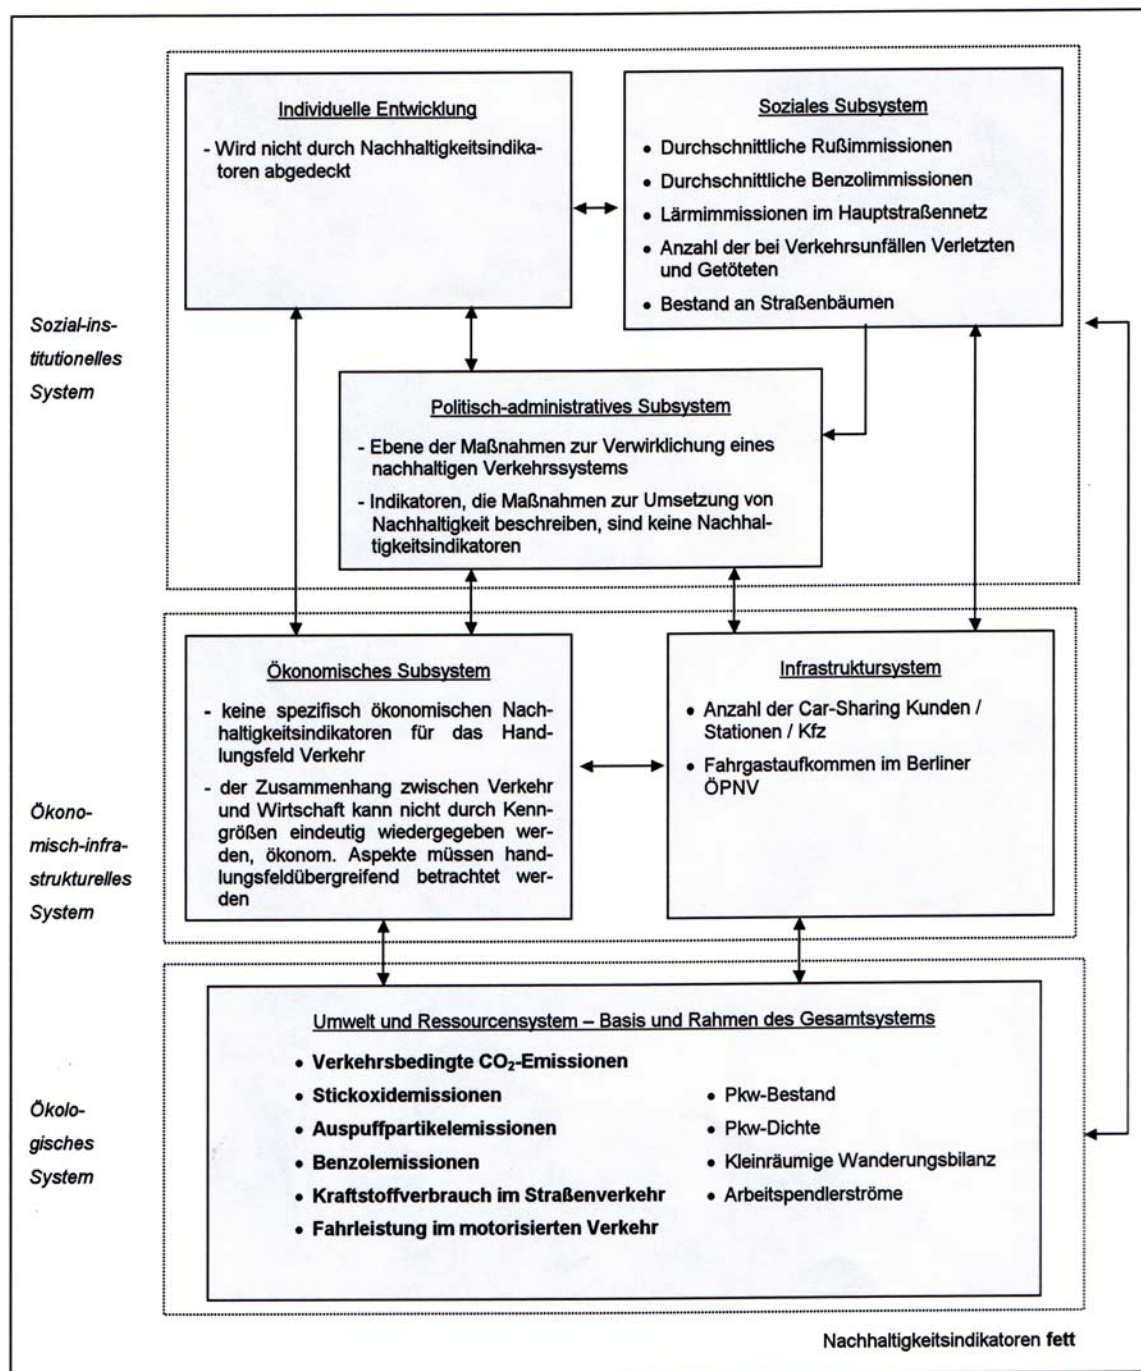 Individuelle Entwicklung
- Wird nicht durch Nachhaltigkeitsindika-
toren abgedeckt
Soziales Subsystem
• Durchschnittliche Rußimmissionen
• Durchschnittliche Benzolimmissionen
• Lärmimmissionen im Hauptstraßennetz
• Anzahl der bei Verkehrsunfällen Verletzten
und Getöteten
• Bestand an Straßenbäumen
Sozial-ins-
titutionelles
System
Politisch-administratives Subsystem
- Ebene der Maßnahmen zur Verwirklichung eines
nachhaltigen Verkehrssystems
- Indikatoren, die Maßnahmen zur Umsetzung von
Nachhaltigkeit beschreiben, sind keine Nachhal-
tigkeitsindikatoren
Ökonomisches Subsystem
- keine spezifisch ökonomischen Nach-
haltigkeitsindikatoren für das Hand-
lungsfeld Verkehr
- der Zusammenhang zwischen Verkehr
und Wirtschaft kann nicht durch Kenn-
größen eindeutig wiedergegeben wer-
den, ökonom. Aspekte müssen hand-
lungsfeldübergreifend betrachtet wer-
den
Infrastruktursystem
• Anzahl der Car-Sharing Kunden /
Stationen / Kfz
• Fahrgastaufkommen im Berliner
ÖPNV
Ökono-
misch-infra-
strukturelles
System
Umwelt und Ressourcensystem – Basis und Rahmen des Gesamtsystems
• Verkehrsbedingte CO₂-Emissionen
• Stickoxidemissionen
• Auspuffpartikelemissionen
• Benzolemissionen
• Kraftstoffverbrauch im Straßenverkehr
• Fahrleistung im motorisierten Verkehr
• Pkw-Bestand
• Pkw-Dichte
• Kleinräumige Wanderungsbilanz
• Arbeitspendlerströme
Ökolo-
gisches
System
Nachhaltigkeitsindikatoren fett